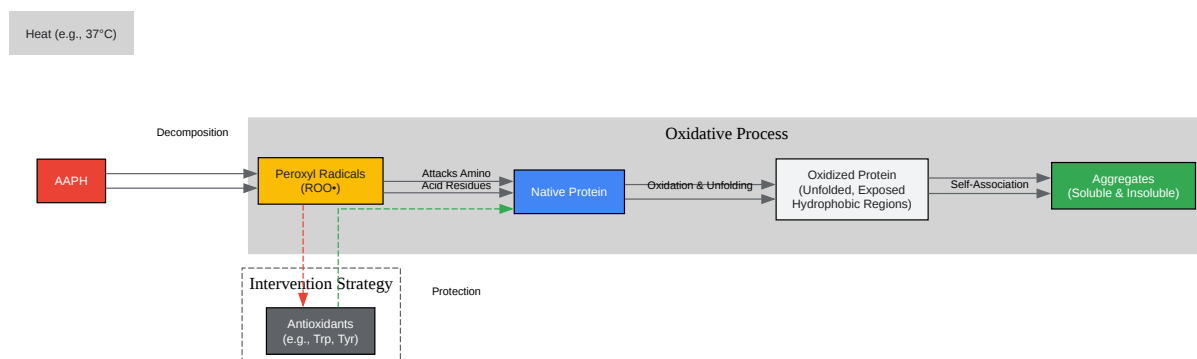 Heat (e.g., 37°C)
Decomposition
Oxidative Process
AAPH
Peroxyl Radicals
(ROO•)
Attacks Amino
Acid Residues
Native Protein
Oxidation & Unfolding
Oxidized Protein
(Unfolded, Exposed
Hydrophobic Regions)
Self-Association
Aggregates
(Soluble & Insoluble)
Intervention Strategy
Protection
Antioxidants
(e.g., Trp, Tyr)